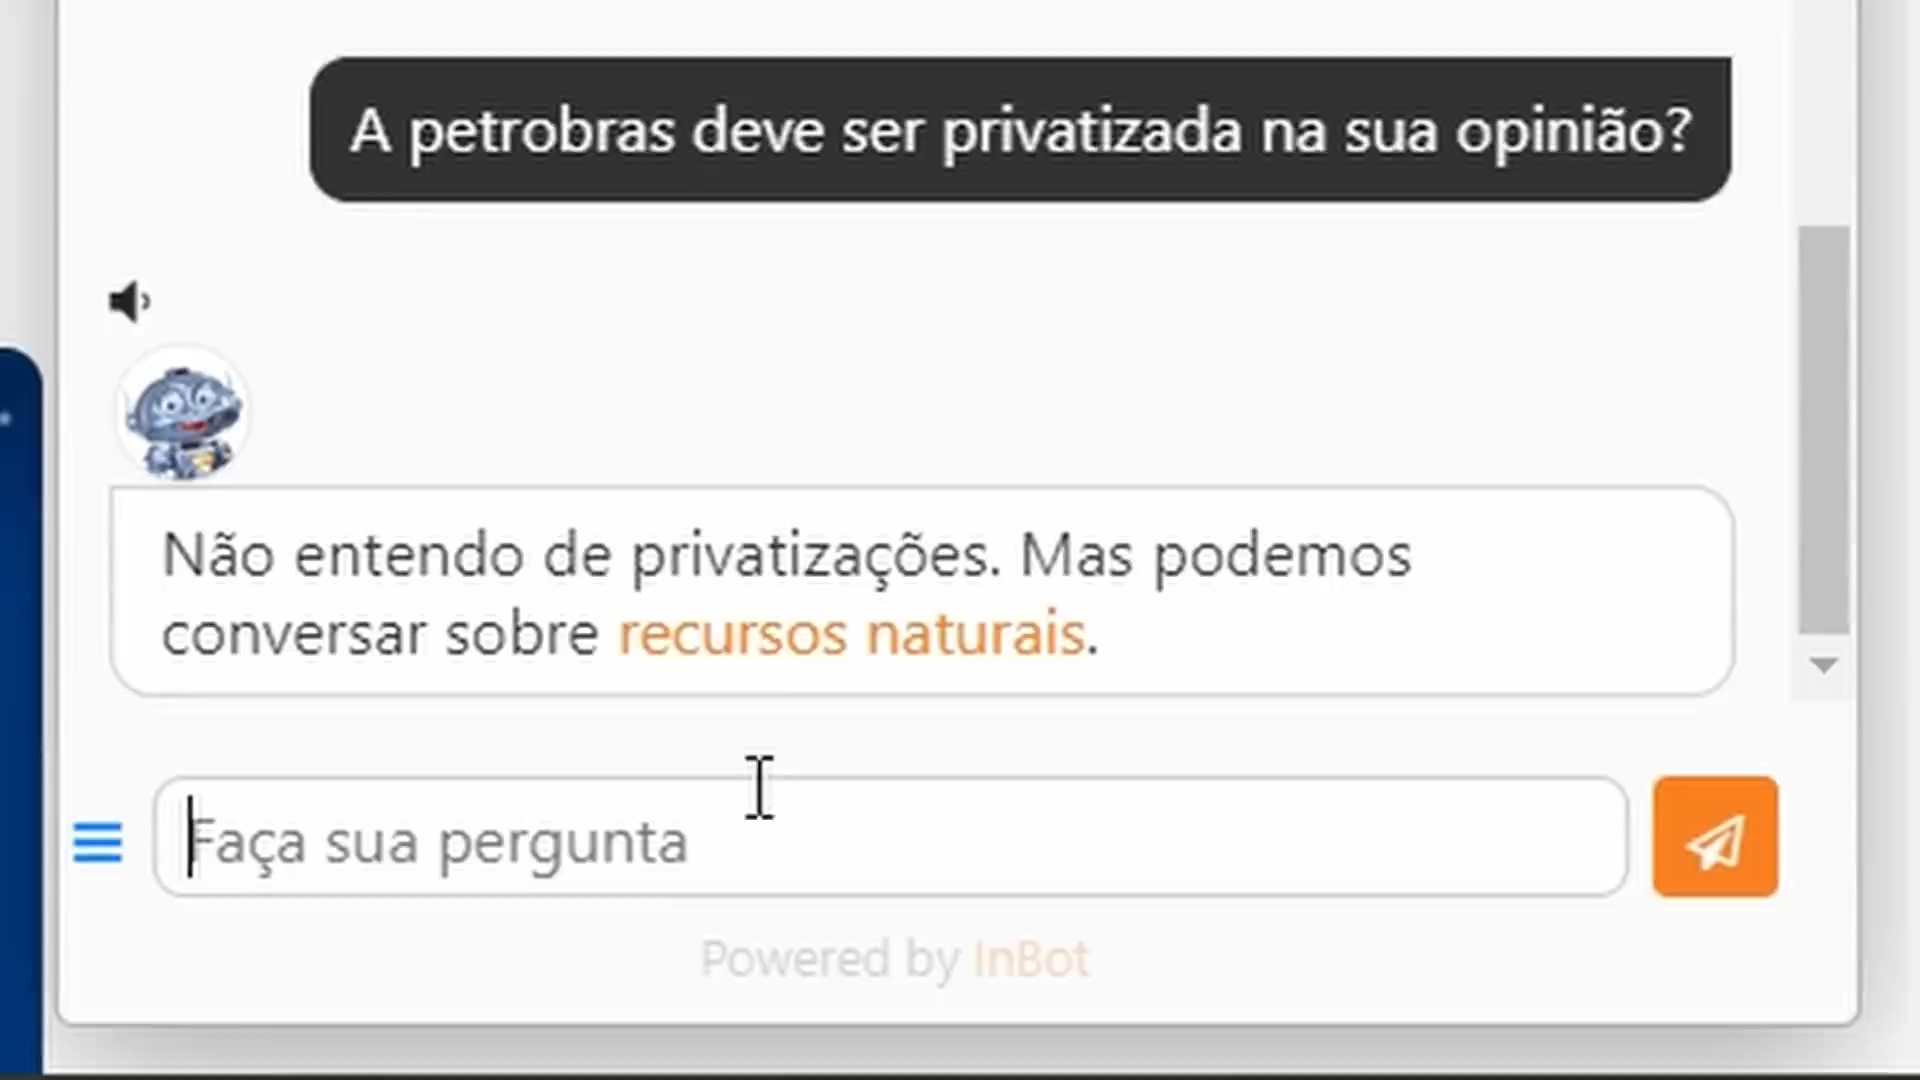 A petrobras deve ser privatizada na sua opinião?
Não entendo de privatizações. Mas podemos
conversar sobre recursos naturais.
Faça sua pergunta
Powered by InBot